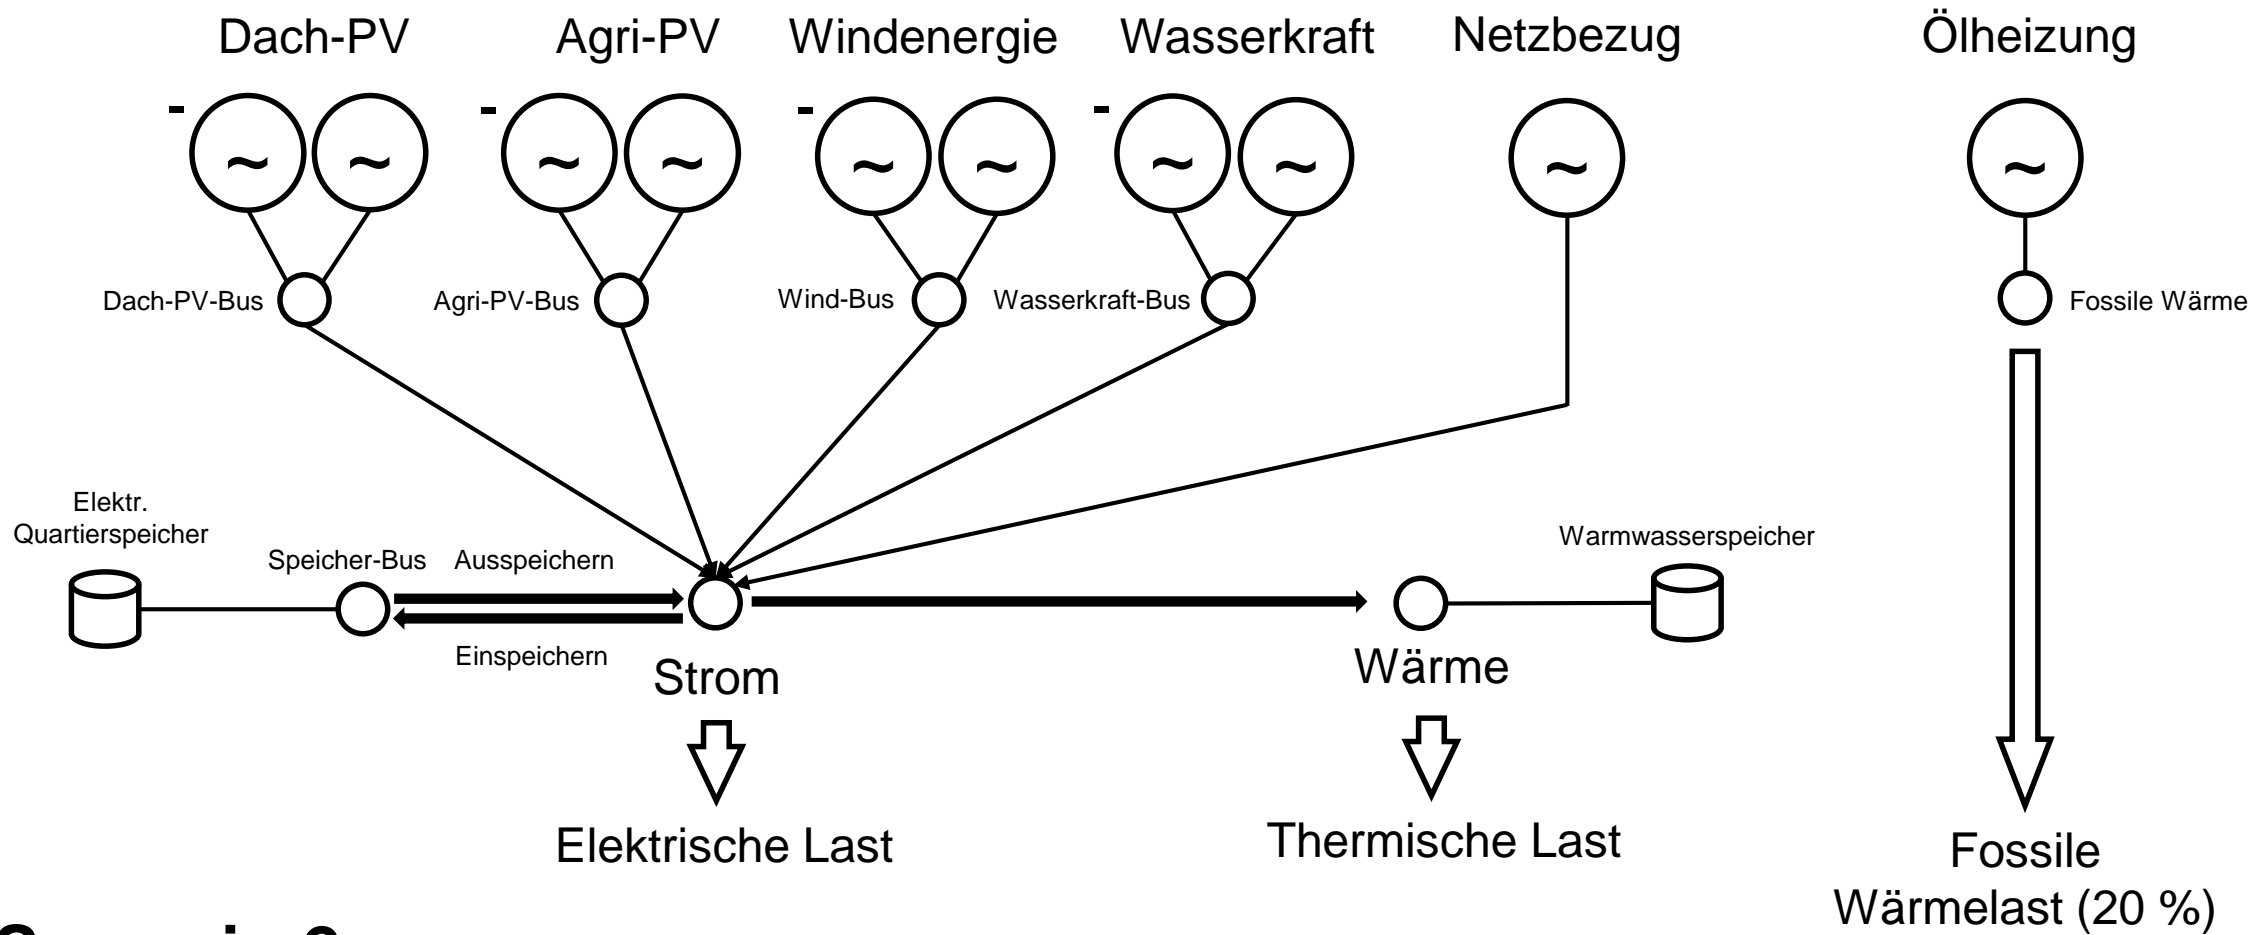 Dach-PV
Agri-PV
Windenergie
Wasserkraft
Netzbezug
Ölheizung
- ~ ~
- ~ ~
- ~ ~
- ~ ~
~
~
Dach-PV-Bus
Agri-PV-Bus
Wind-Bus
Wasserkraft-Bus
Fossile Wärme
Elektr.
Quartierspeicher
Speicher-Bus
Ausspeichern
Einspeichern
Warmwasserspeicher
Strom
Wärme
Elektrische Last
Thermische Last
Fossile
Wärmelast (20 %)